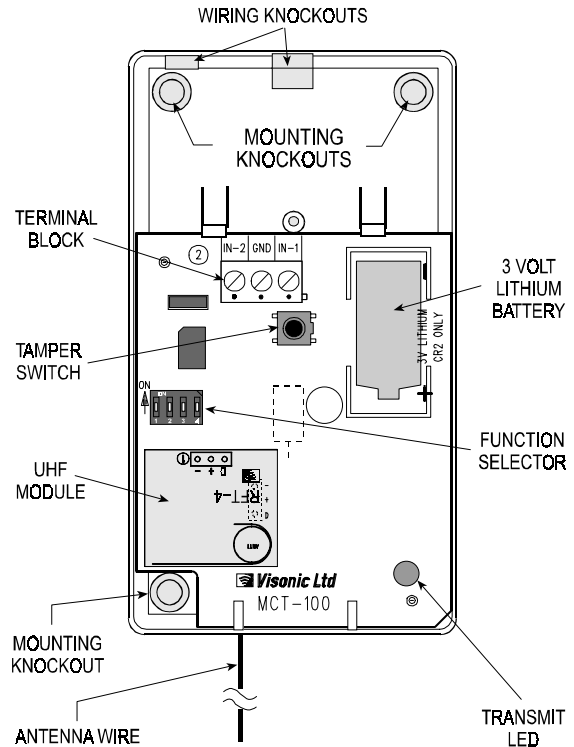 WIRING KNOCKOUTS
MOUNTING
KNOCKOUTS
TERMINAL
BLOCK
2
IN-2 GND IN-1
3 VOLT
LITHIUM
BATTERY
3V LITHIUM
CR2 ONLY
-
+
TAMPER
SWITCH
ON
1 2 3 4
FUNCTION
SELECTOR
UHF
MODULE
- + D
RFT-4
Visonic Ltd
MCT-100
MOUNTING
KNOCKOUT
ANTENNA WIRE
TRANSMIT
LED